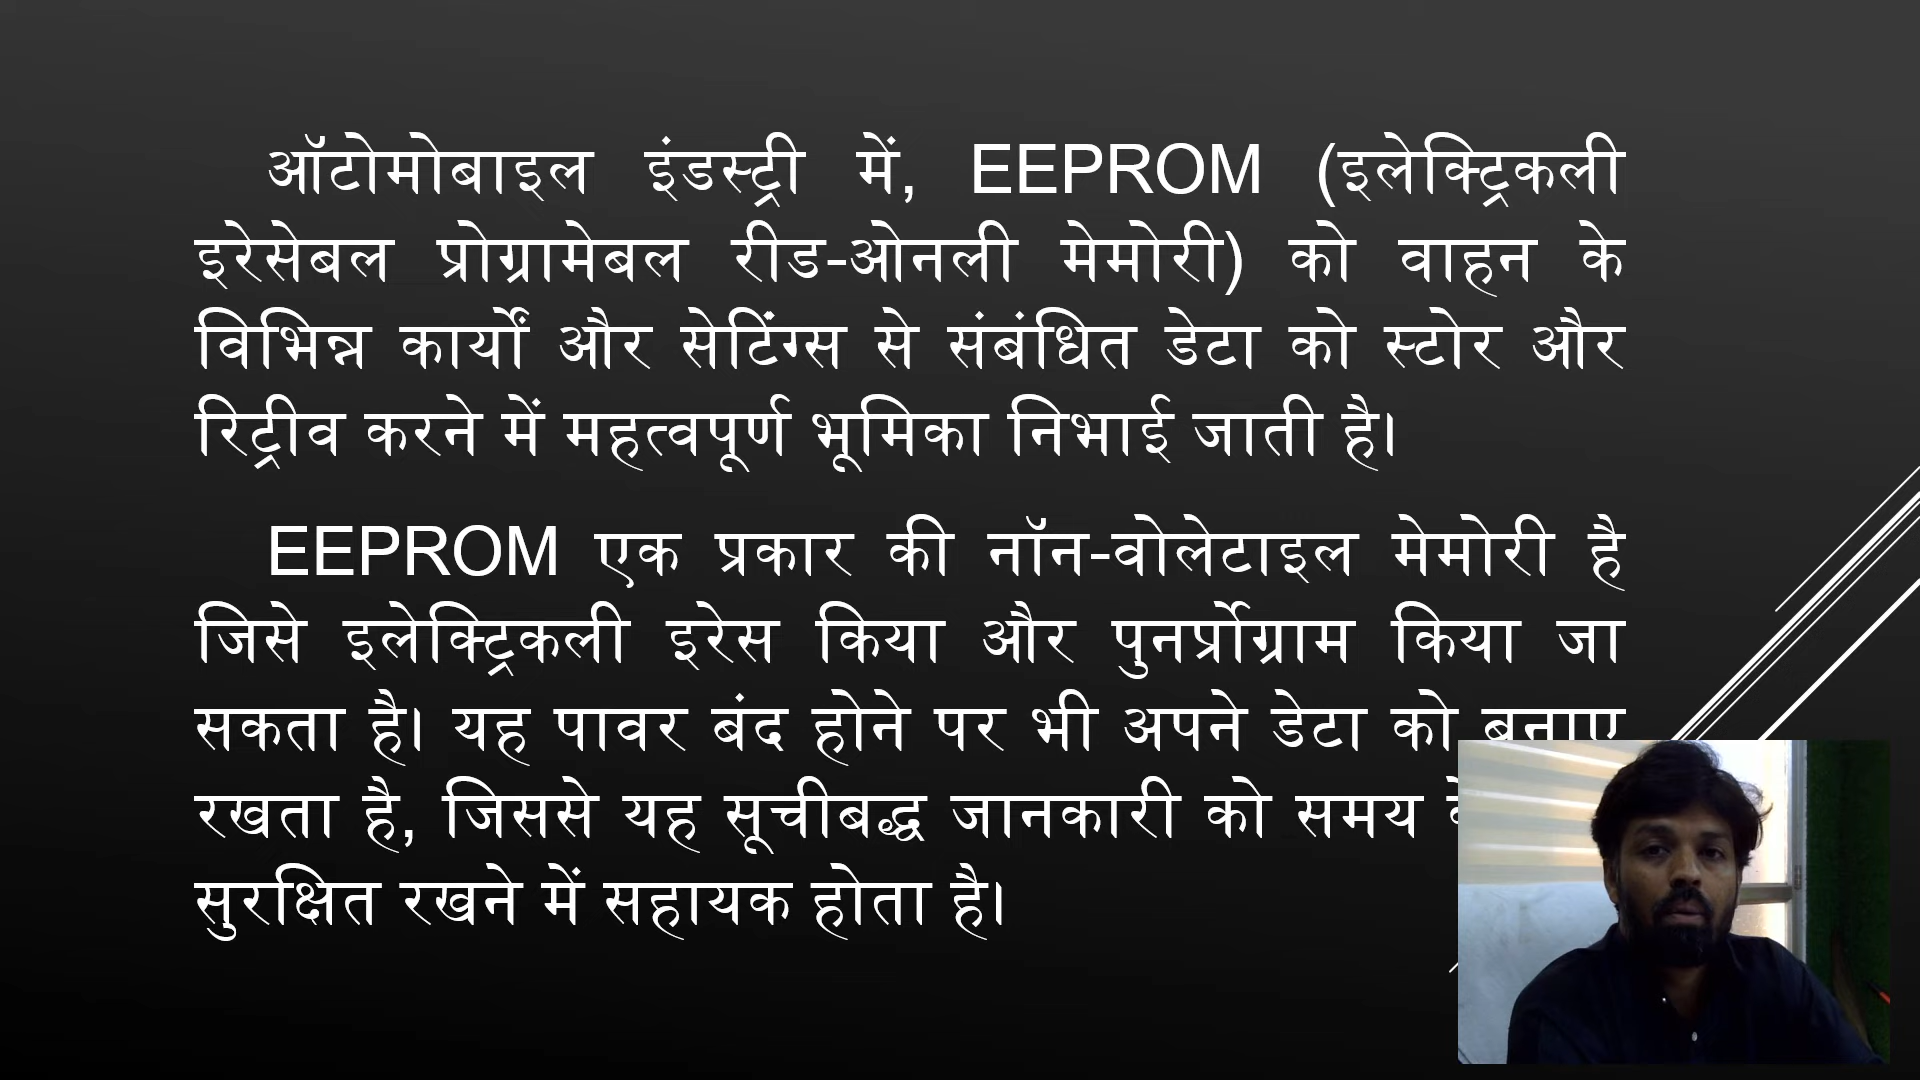 ऑटोमोबाइल इंडस्ट्री में, EEPROM (इलेक्ट्रिकली
इरेसेबल प्रोग्रामेबल रीड-ओनली मेमोरी) को वाहन के
विभिन्न कार्यों और सेटिंग्स से संबंधित डेटा को स्टोर और
रिट्रीव करने में महत्वपूर्ण भूमिका निभाई जाती है।
EEPROM एक प्रकार की नॉन-वोलेटाइल मेमोरी है
जिसे इलेक्ट्रिकली इरेस किया और पुनर्प्रोग्राम किया जा
सकता है। यह पावर बंद होने पर भी अपने डेटा को बनाए
रखता है, जिससे यह सूचीबद्ध जानकारी को समय
सुरक्षित रखने में सहायक होता है।